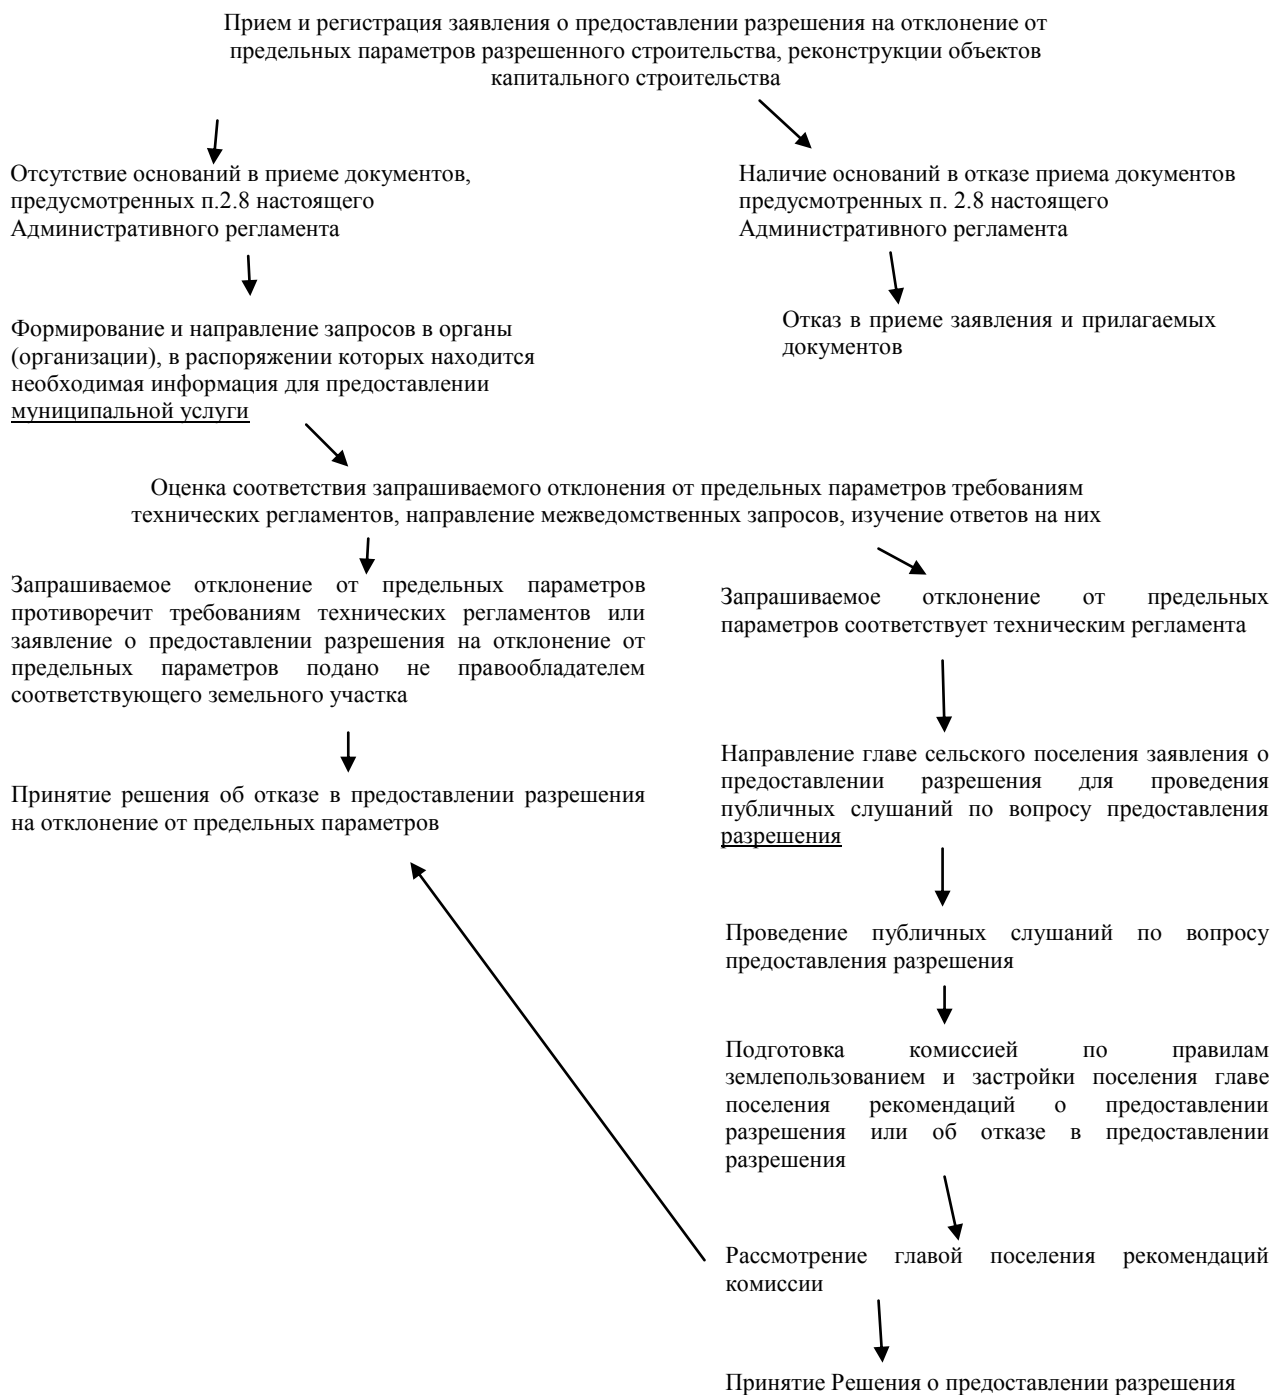 Прием и регистрация заявления о предоставлении разрешения на отклонение от
предельных параметров разрешенного строительства, реконструкции объектов
капитального строительства
Отсутствие оснований в приеме документов,
предусмотренных п.2.8 настоящего
Административного регламента
Наличие оснований в отказе приема документов
предусмотренных п. 2.8 настоящего
Административного регламента
Формирование и направление запросов в органы
(организации), в распоряжении которых находится
необходимая информация для предоставлении
муниципальной услуги
Отказ в приеме заявления и прилагаемых
документов
Оценка соответствия запрашиваемого отклонения от предельных параметров требованиям
технических регламентов, направление межведомственных запросов, изучение ответов на них
Запрашиваемое отклонение от предельных параметров
противоречит требованиям технических регламентов или
заявление о предоставлении разрешения на отклонение от
предельных параметров подано не правообладателем
соответствующего земельного участка
Запрашиваемое отклонение от предельных
параметров соответствует техническим регламента
Принятие решения об отказе в предоставлении разрешения
на отклонение от предельных параметров
Направление главе сельского поселения заявления о
предоставлении разрешения для проведения
публичных слушаний по вопросу предоставления
разрешения
Проведение публичных слушаний по вопросу
предоставления разрешения
Подготовка комиссией по правилам
землепользованием и застройки поселения главе
поселения рекомендаций о предоставлении
разрешения или об отказе в предоставлении
разрешения
Рассмотрение главой поселения рекомендаций
комиссии
Принятие Решения о предоставлении разрешения